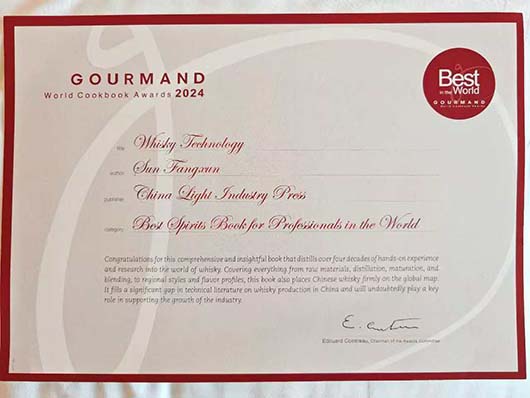 GOURMAND
World Cookbook Awards 2024
Best
in the
World
GOURMAND
title Whisky Technology
author Sun Fangxun
publisher China Light Industry Press
category Best Spirits Book for Professionals in the World
Congratulations for this comprehensive and insightful book that distils over four decades of hands-on experience
and research into the world of whisky. Covering everything from raw materials, distillation, maturation, and
blending, to regional styles and flavor profiles, this book also places Chinese whisky firmly on the global map.
It fills a significant gap in technical literature on whisky production in China and will undoubtedly play a key
role in supporting the growth of the industry.
Edouard Cointreau, Chairman of the Awards Committee